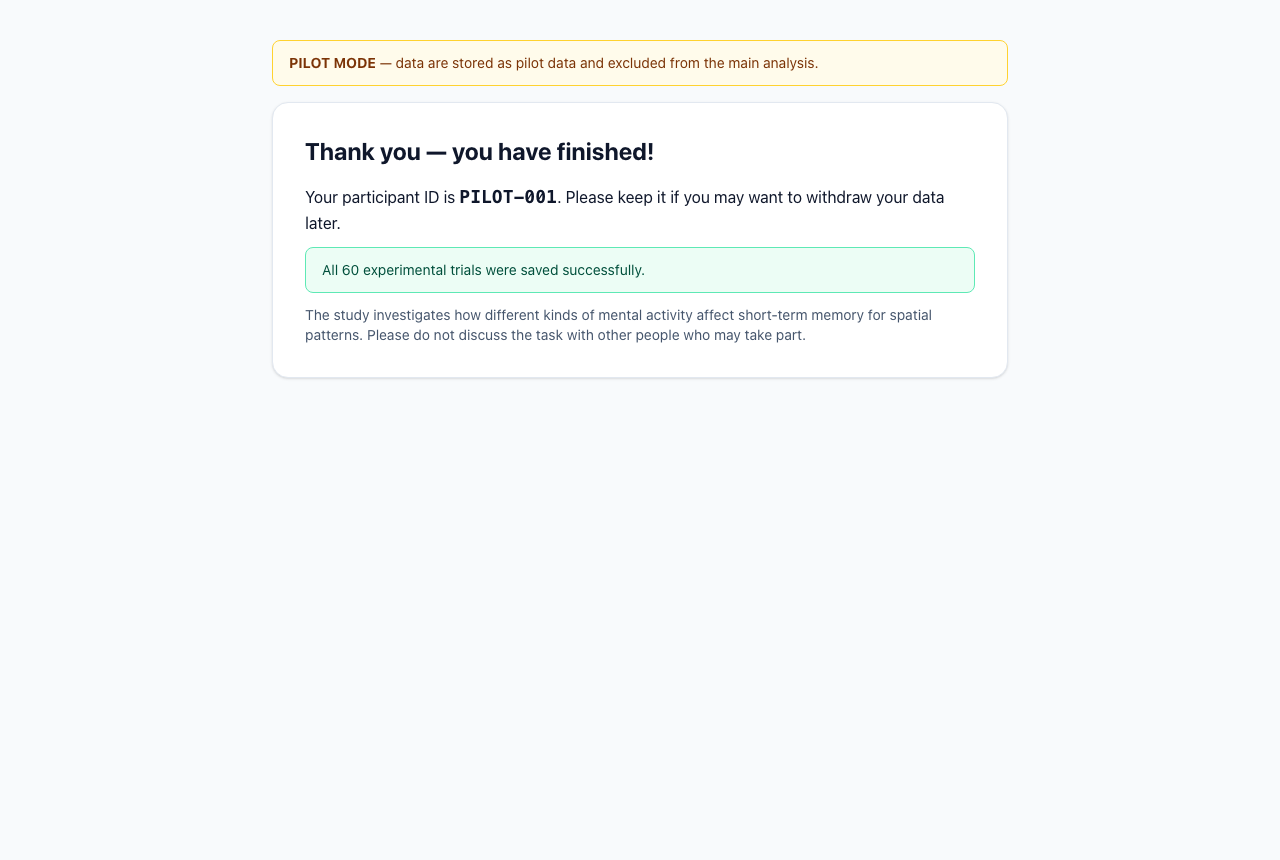 PILOT MODE — data are stored as pilot data and excluded from the main analysis.
Thank you — you have finished!
Your participant ID is PILOT-001. Please keep it if you may want to withdraw your data
later.
All 60 experimental trials were saved successfully.
The study investigates how different kinds of mental activity affect short-term memory for spatial
patterns. Please do not discuss the task with other people who may take part.